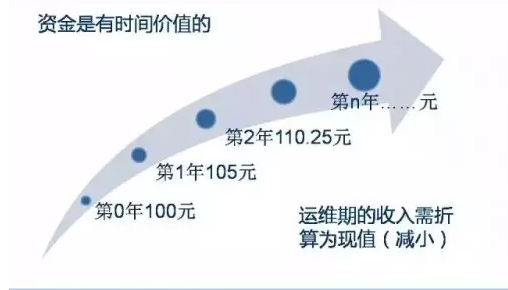 资金是有时间价值的
第n年……元
第2年110.25元
第1年105元
第0年100元
运维期的收入需折
算为现值（减小）